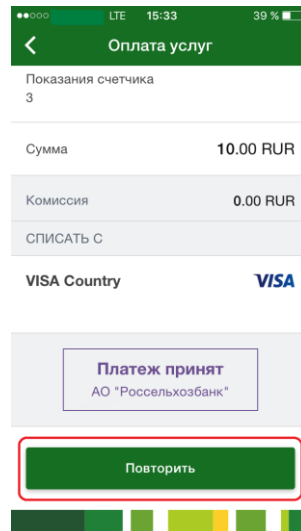 LTE 15:33 39 %
Оплата услуг
Показания счетчика
3
Сумма 10.00 RUR
Комиссия 0.00 RUR
СПИСАТЬ С
VISA Country VISA
Платеж принят
АО "Россельхозбанк"
Повторить